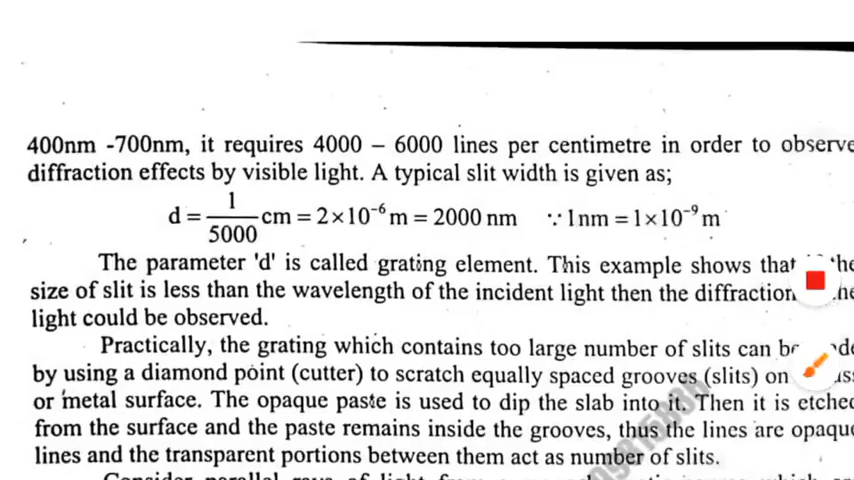 400nm -700nm, it requires 4000 – 6000 lines per centimetre in order to observe
diffraction effects by visible light. A typical slit width is given as;
d = 1/5000 cm = 2×10⁻⁶ m = 2000 nm ∵ 1nm = 1×10⁻⁹ m
The parameter 'd' is called grating element. This example shows that
size of slit is less than the wavelength of the incident light then the diffraction
light could be observed.
Practically, the grating which contains too large number of slits can be
by using a diamond point (cutter) to scratch equally spaced grooves (slits) on
or metal surface. The opaque paste is used to dip the slab into it. Then it is etched
from the surface and the paste remains inside the grooves, thus the lines are opaque
lines and the transparent portions between them act as number of slits.